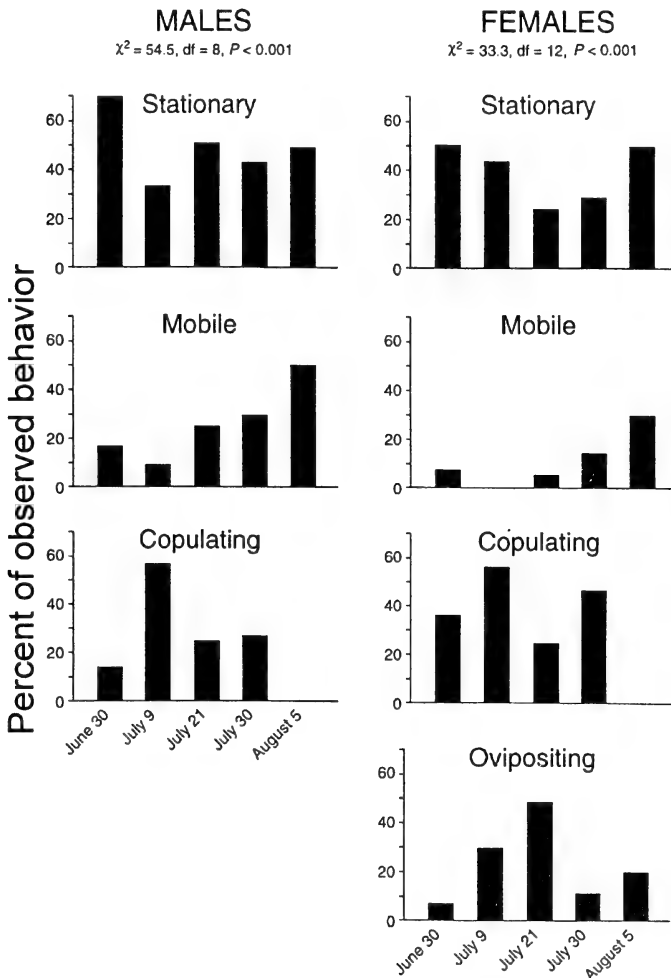 MALES
χ² = 54.5, df = 8, P < 0.001
FEMALES
χ² = 33.3, df = 12, P < 0.001
Percent of observed behavior
Stationary
60
40
20
0
Stationary
60
40
20
0
Mobile
60
40
20
0
Mobile
60
40
20
0
Copulating
60
40
20
0
June 30
July 9
July 21
July 30
August 5
Copulating
60
40
20
0
Ovipositing
60
40
20
0
June 30
July 9
July 21
July 30
August 5